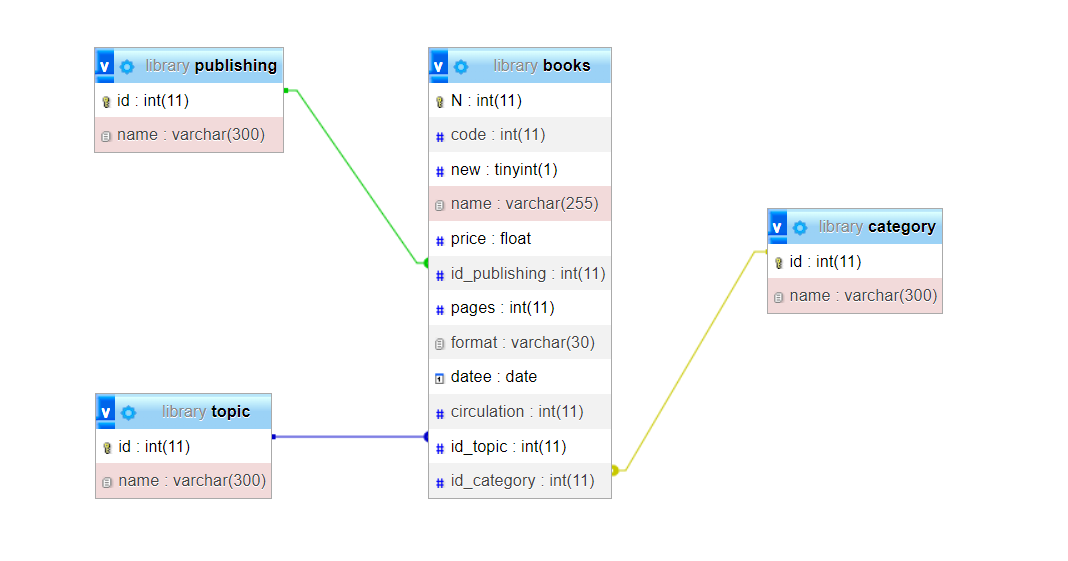 v library publishing
id : int(11)
name : varchar(300)
v library books
N : int(11)
code : int(11)
new : tinyint(1)
name : varchar(255)
price : float
id_publishing : int(11)
pages : int(11)
format : varchar(30)
datee : date
circulation : int(11)
id_topic : int(11)
id_category : int(11)
v library category
id : int(11)
name : varchar(300)
v library topic
id : int(11)
name : varchar(300)